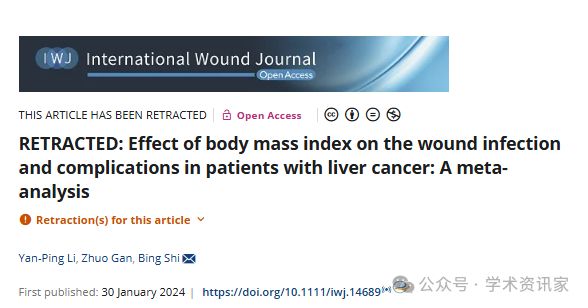 IWJ International Wound Journal
Open Access
THIS ARTICLE HAS BEEN RETRACTED Open Access
RETRACTED: Effect of body mass index on the wound infection
and complications in patients with liver cancer: A meta-
analysis
Retraction(s) for this article
Yan-Ping Li, Zhuo Gan, Bing Shi
First published: 30 January 2024 | https://doi.org/10.1111/iwj.14689
公众号 · 学术资讯家